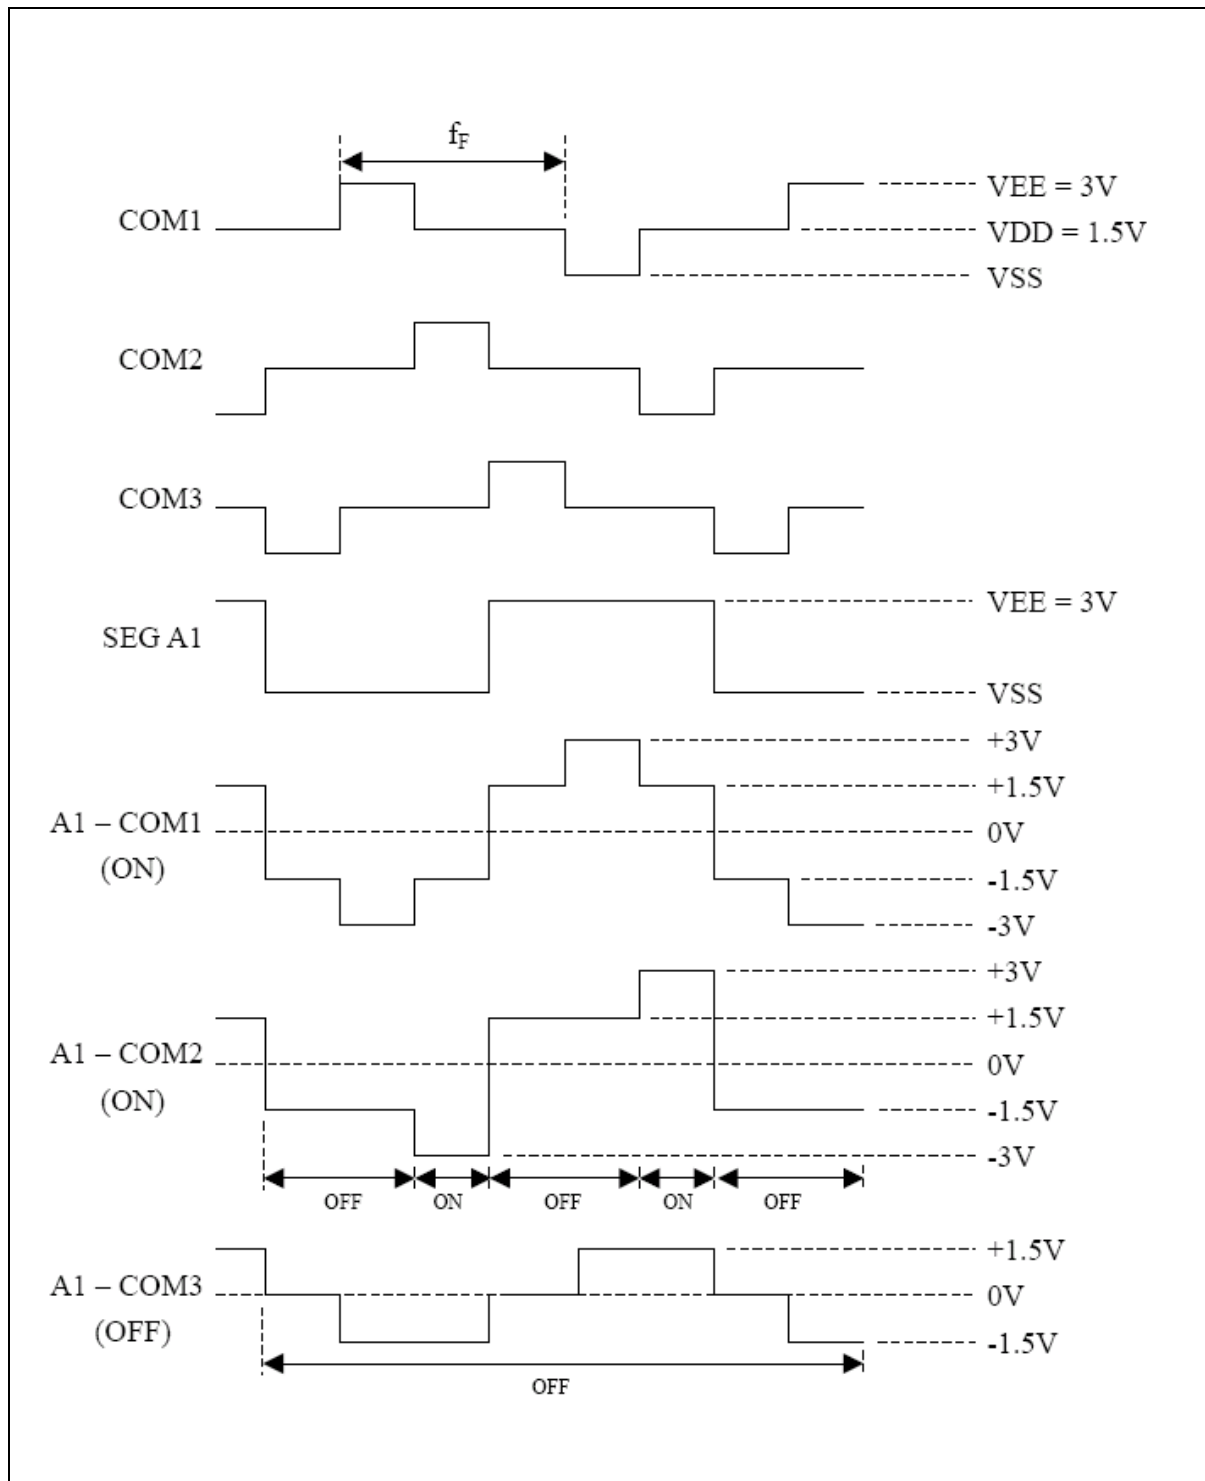 fF
COM1
VEE = 3V
VDD = 1.5V
VSS
COM2
COM3
SEG A1
VEE = 3V
VSS
A1 – COM1
(ON)
+3V
+1.5V
0V
-1.5V
-3V
A1 – COM2
(ON)
+3V
+1.5V
0V
-1.5V
-3V
OFF ON OFF ON OFF
A1 – COM3
(OFF)
+1.5V
0V
-1.5V
OFF